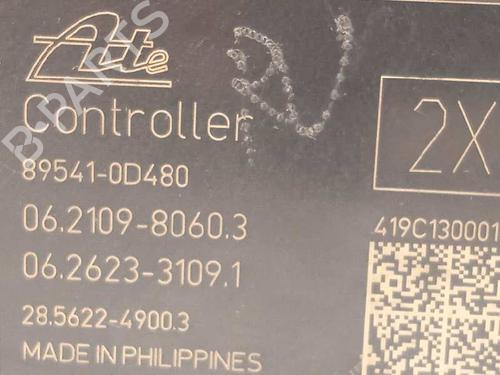 Ate
Controller
2X
89541-0D480
06.2109-8060.3
419C130001
06.2623-3109.1
28.5622-4900.3
MADE IN PHILIPPINES
B-PARTS